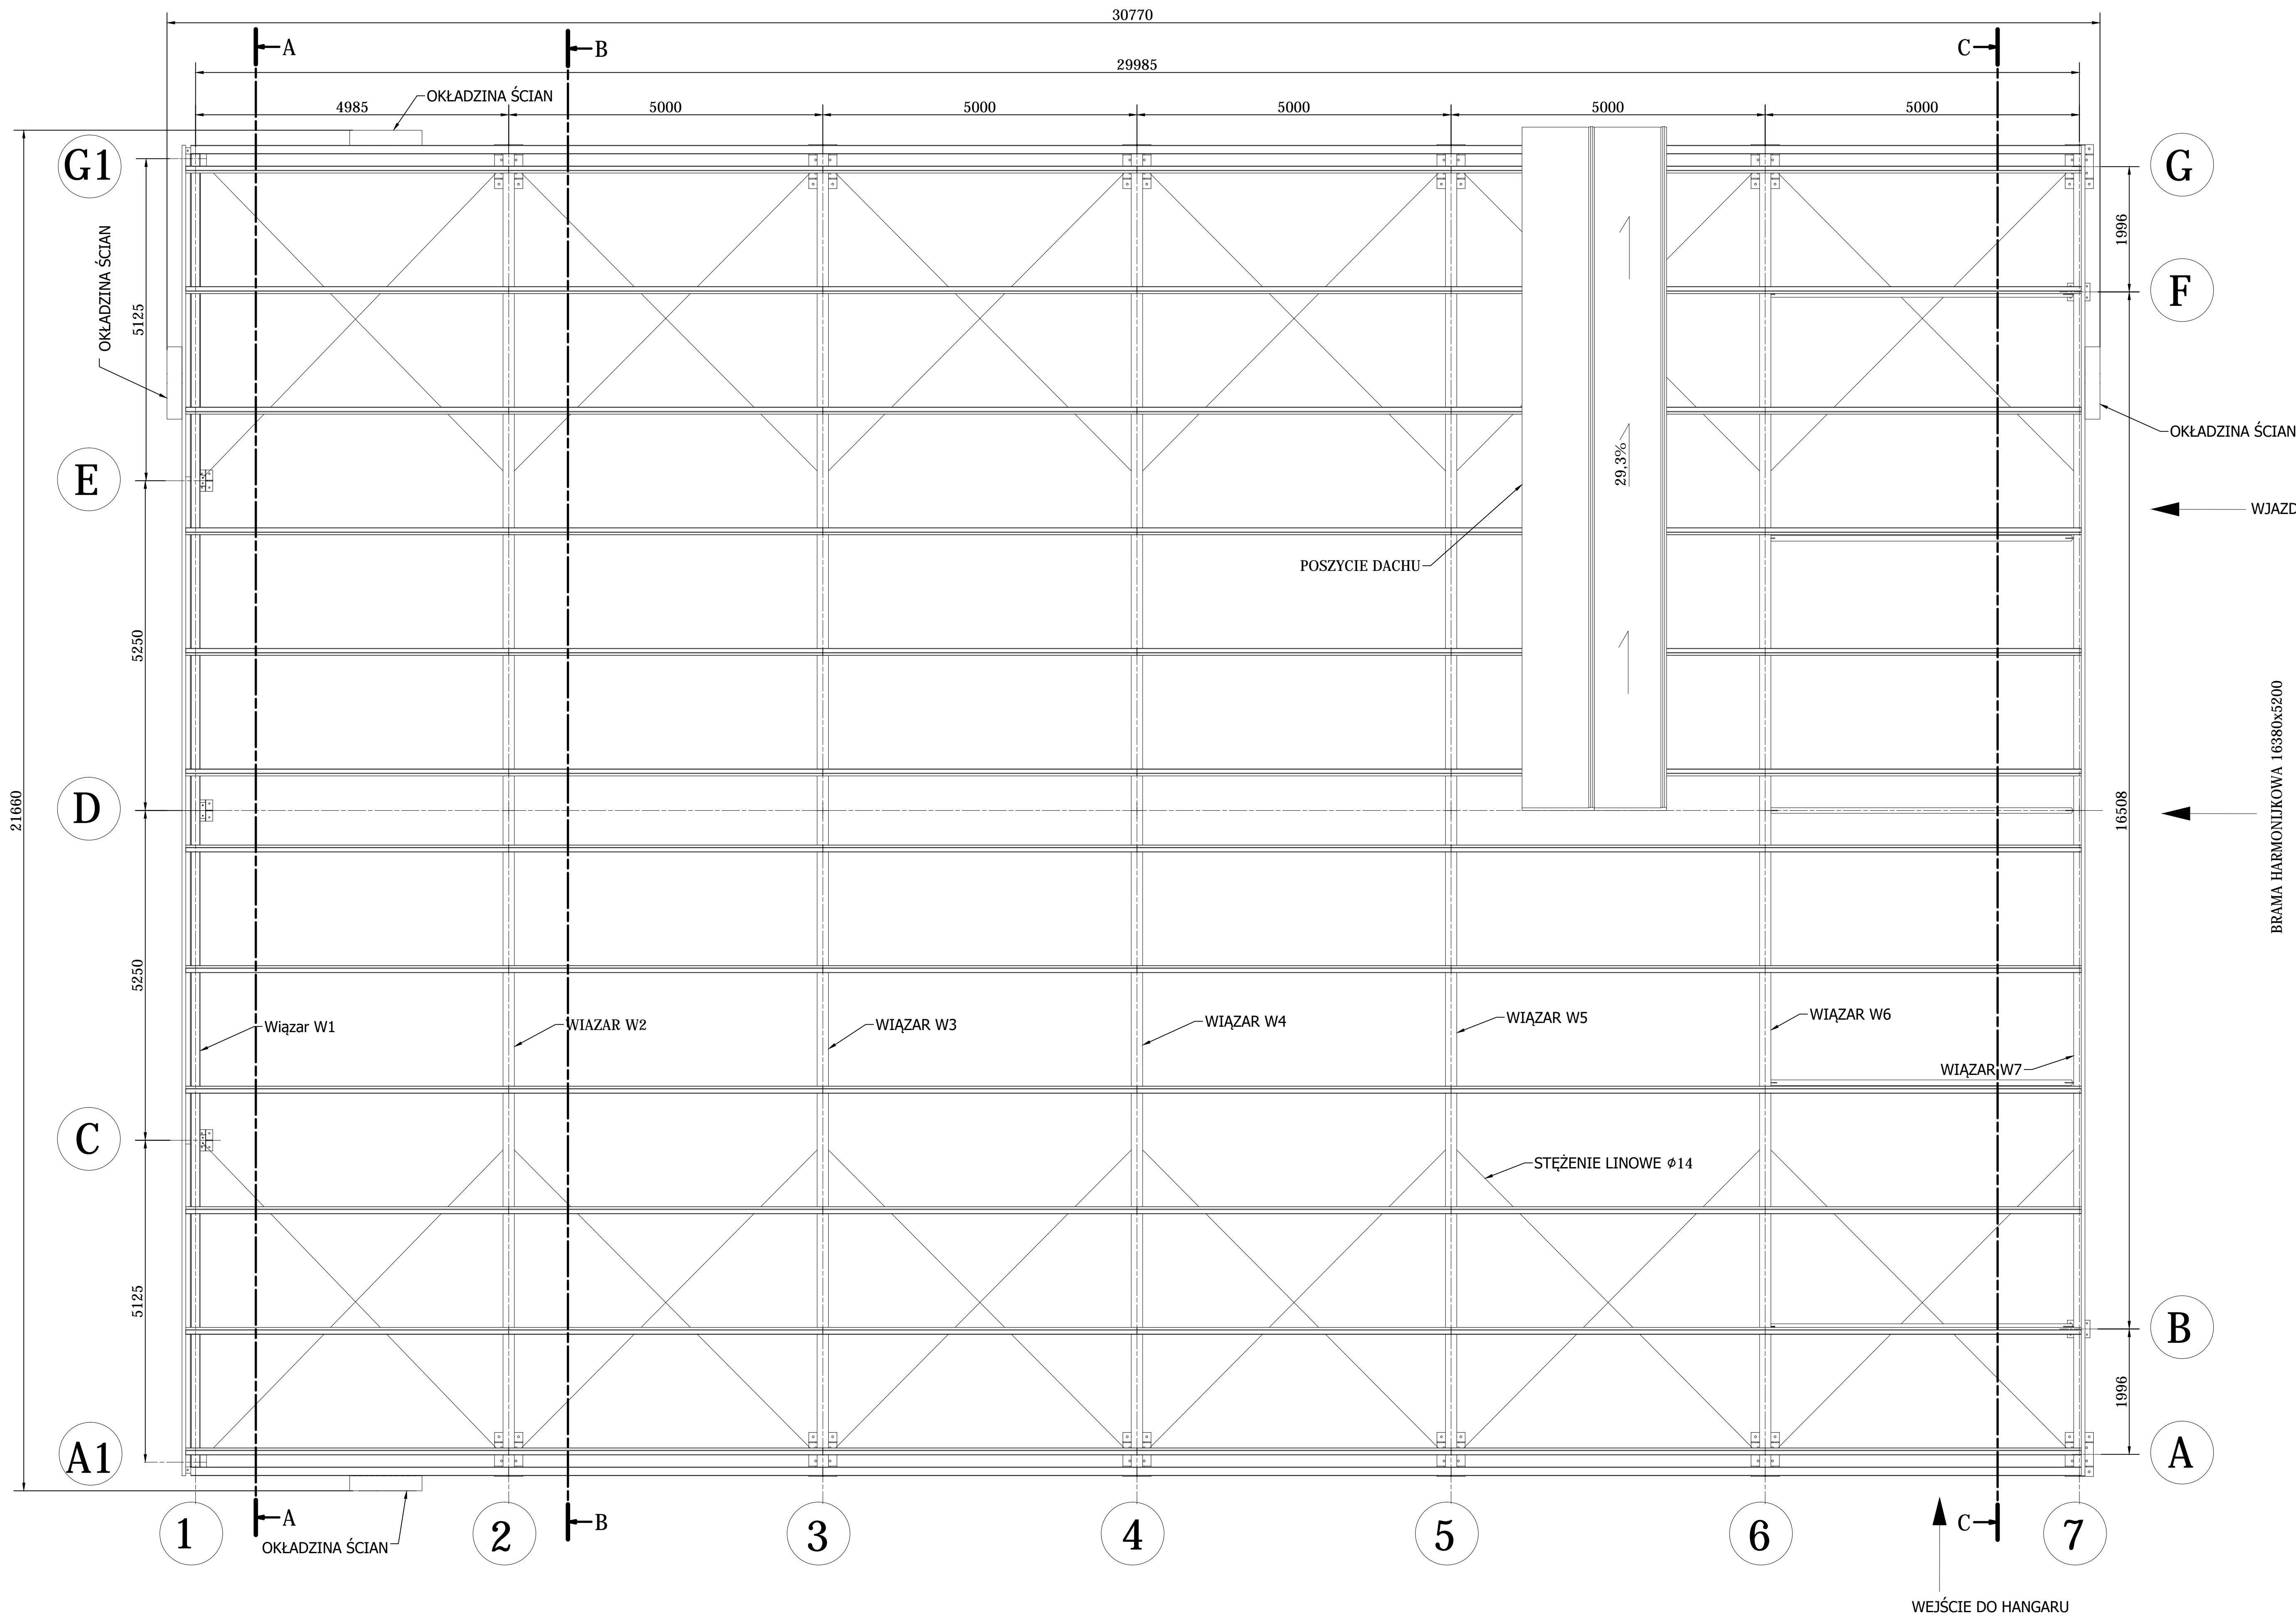 30770
A
B
C
29985
4985
5000
5000
5000
5000
5000
OKŁADZINA ŚCIAN
G1
G
1996
F
OKŁADZINA ŚCIAN
5125
OKŁADZINA ŚCIAN
E
29,3%
WJAZD
POSZYCIE DACHU
5250
BRAMA HARMONIJKOWA 16380x5200
21660
D
16508
5250
Wiązar W1
WIAZAR W2
WIĄZAR W3
WIĄZAR W4
WIĄZAR W5
WIĄZAR W6
WIĄZAR W7
C
STĘŻENIE LINOWE ϕ14
5125
B
1996
A1
A
A
B
C
1
2
3
4
5
6
7
OKŁADZINA ŚCIAN
WEJŚCIE DO HANGARU